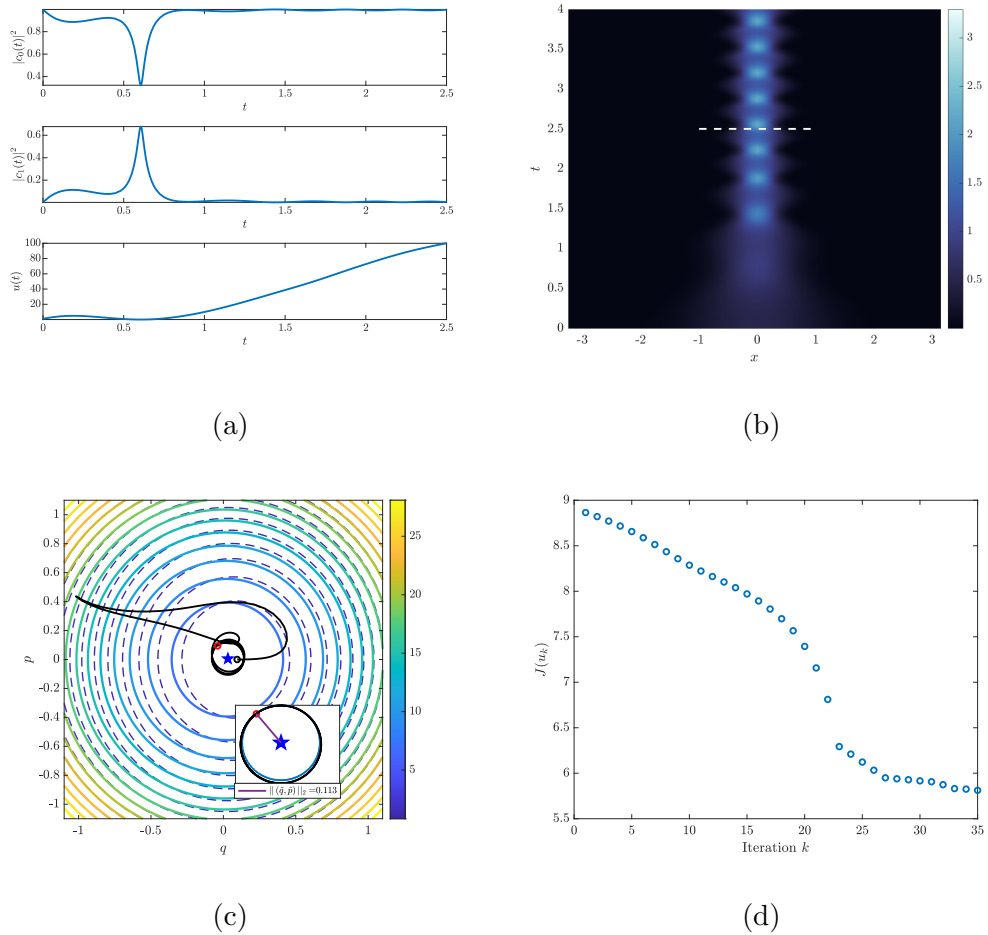 |c₀(t)|²
0.8
0.6
0.4
0 0.5 1 1.5 2 2.5
t
|c₁(t)|²
0.6
0.4
0.2
0 0.5 1 1.5 2 2.5
t
u(t)
100
80
60
40
20
0 0.5 1 1.5 2 2.5
t
(a)
t
4
3.5
3
2.5
2
1.5
1
0.5
0
-3 -2 -1 0 1 2 3
x
3
2.5
2
1.5
1
0.5
(b)
p
1
0.8
0.6
0.4
0.2
0
-0.2
-0.4
-0.6
-0.8
-1
-1 -0.5 0 0.5 1
q
25
20
15
10
5
|| (q̃, p̃) ||₂ =0.113
(c)
J(u_k)
9
8.5
8
7.5
7
6.5
6
5.5
0 5 10 15 20 25 30 35
Iteration k
(d)